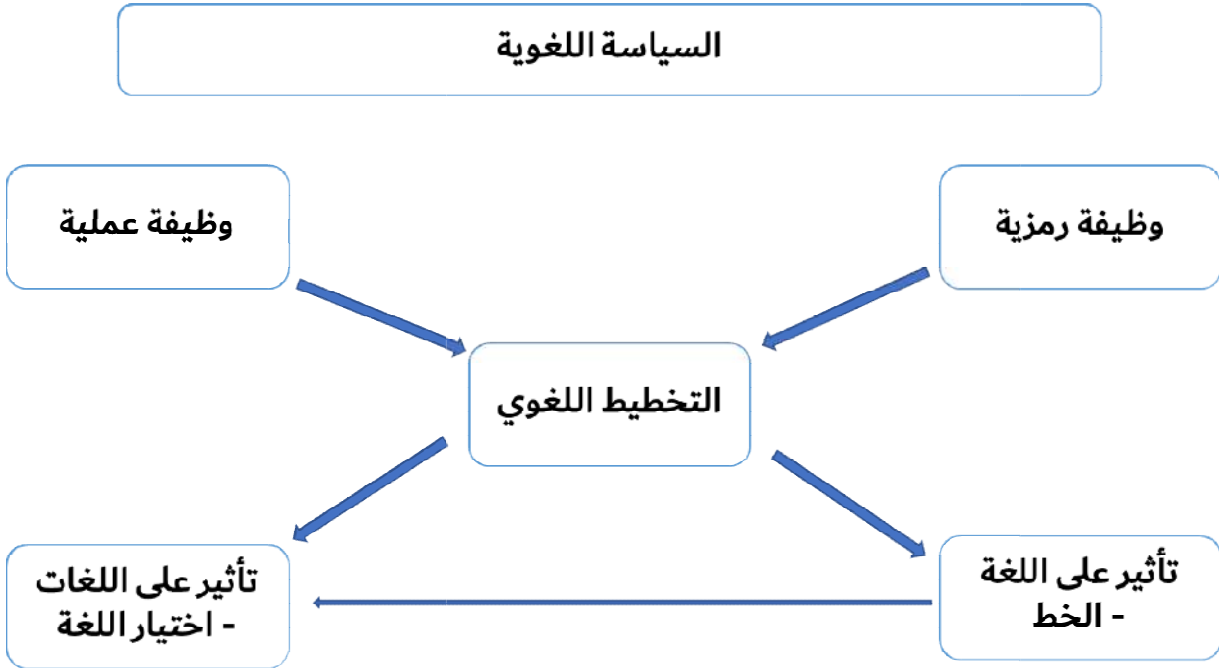 السياسة اللغوية
وظيفة رمزية
وظيفة عملية
التخطيط اللغوي
تأثير على اللغة
- الخط
تأثير على اللغات
- اختيار اللغة